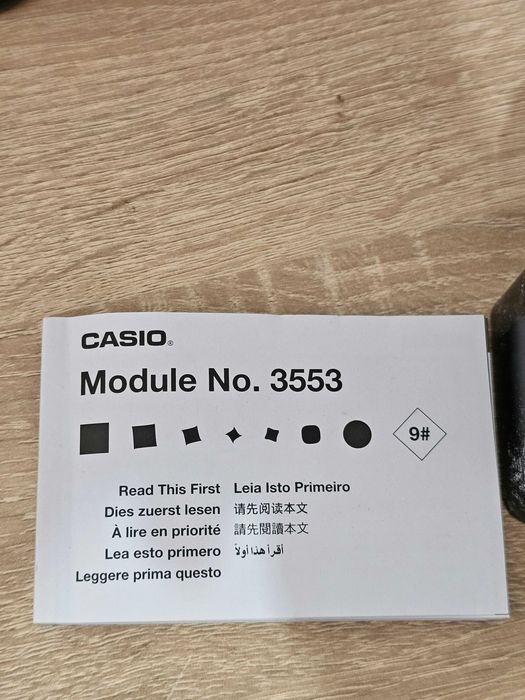 CASIO®
Module No. 3553
9#
Read This First
Dies zuerst lesen
À lire en priorité
Lea esto primero
Leggere prima questo
Leia Isto Primeiro
请先阅读本文
請先閱讀本文
اقرأ هذا أولاً